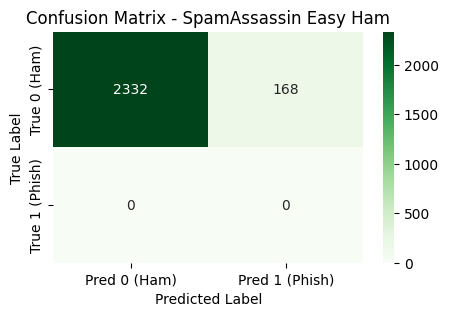 Confusion Matrix - SpamAssassin Easy Ham
True Label
True 0 (Ham)
2332
168
True 1 (Phish)
0
0
Pred 0 (Ham)
Pred 1 (Phish)
Predicted Label
2000
1500
1000
500
0